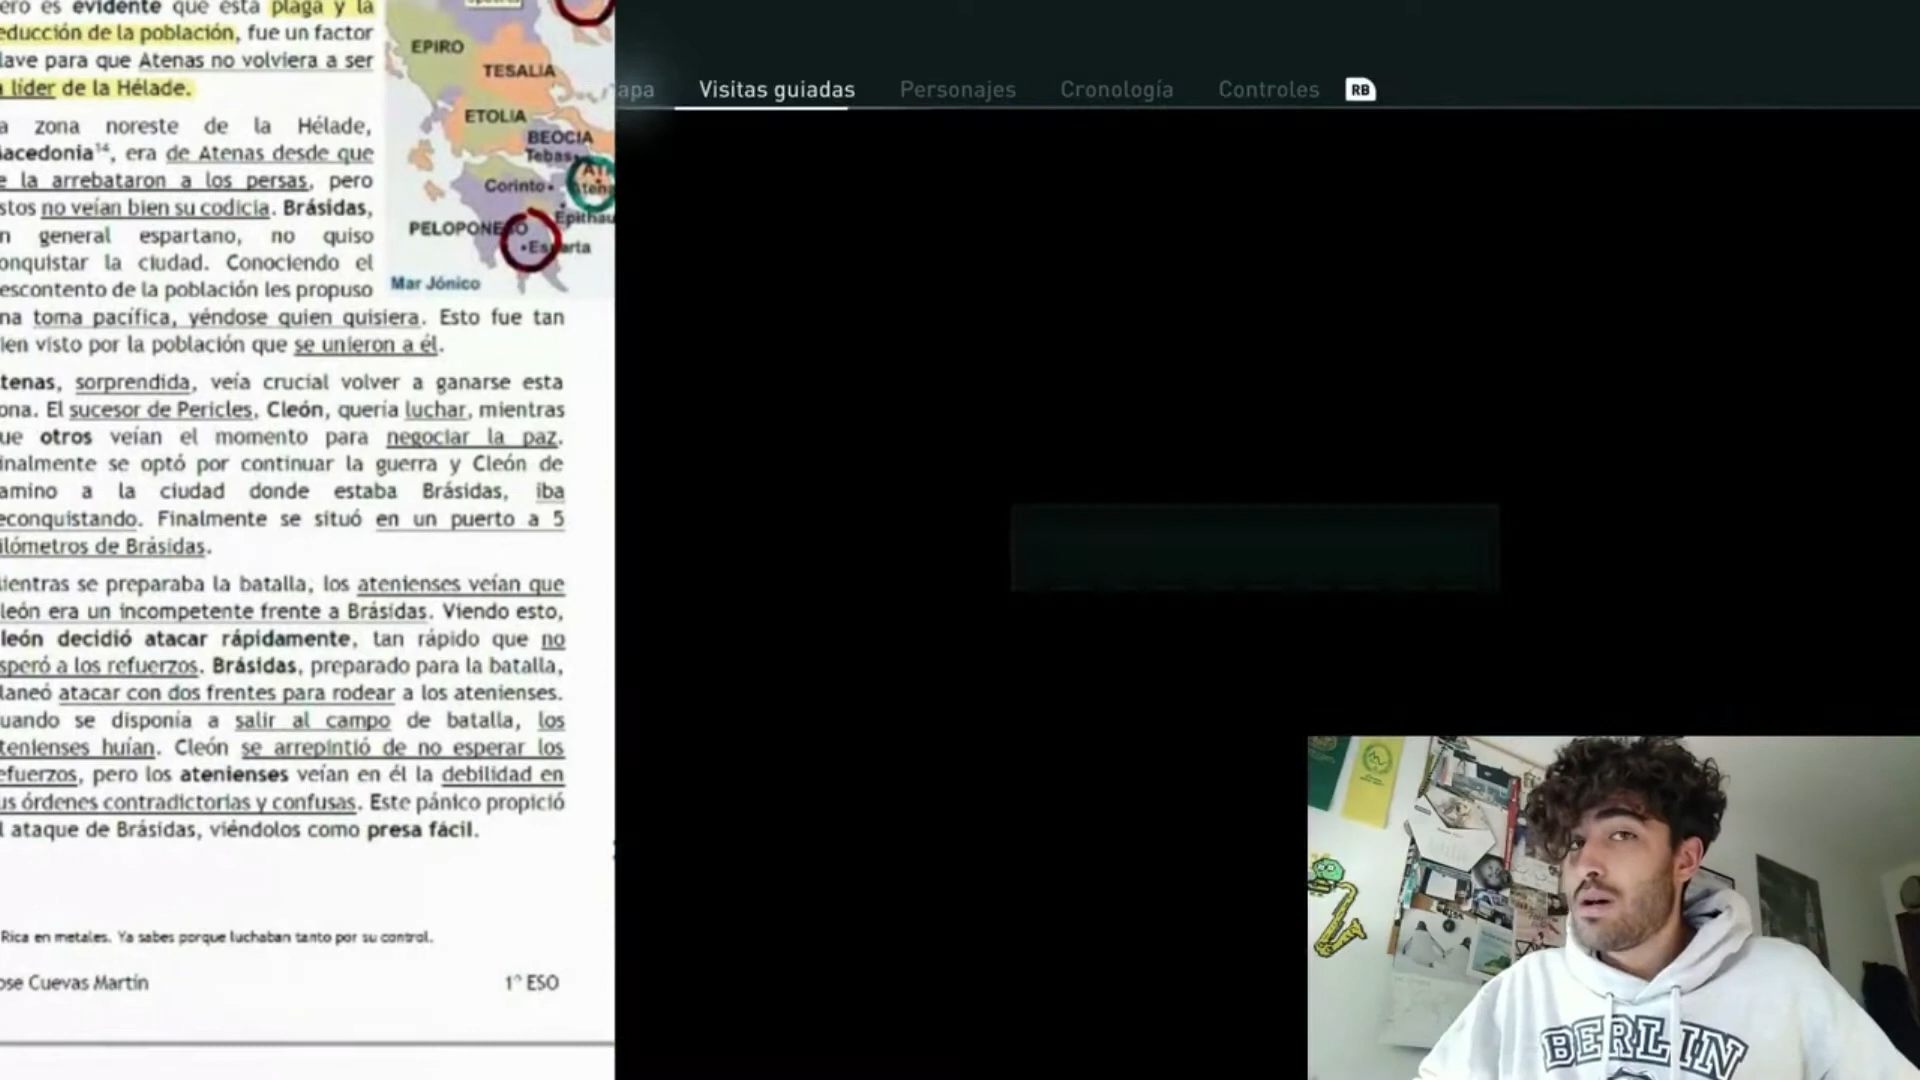 ero es evidente que esta plaga y la
educción de la población, fue un factor
lave para que Atenas no volviera a ser
a líder de la Hélade.
a zona noreste de la Hélade,
lacedonia¹⁴, era de Atenas desde que
e la arrebataron a los persas, pero
stos no veían bien su codicia. Brásidas,
n general espartano, no quiso
onquistar la ciudad. Conociendo el
escontento de la población les propuso
na toma pacífica, yéndose quien quisiera. Esto fue tan
ien visto por la población que se unieron a él.
tenas, sorprendida, veía crucial volver a ganarse esta
ona. El sucesor de Pericles, Cleón, quería luchar, mientras
ue otros veían el momento para negociar la paz.
inalmente se optó por continuar la guerra y Cleón de
amino a la ciudad donde estaba Brásidas, iba
econquistando. Finalmente se situó en un puerto a 5
ilómetros de Brásidas.
ientras se preparaba la batalla, los atenienses veían que
león era un incompetente frente a Brásidas. Viendo esto,
león decidió atacar rápidamente, tan rápido que no
speró a los refuerzos. Brásidas, preparado para la batalla,
laneó atacar con dos frentes para rodear a los atenienses.
uando se disponía a salir al campo de batalla, los
tenienses huían. Cleón se arrepintió de no esperar los
efuerzos, pero los atenienses veían en él la debilidad en
us órdenes contradictorias y confusas. Este pánico propició
l ataque de Brásidas, viéndolos como presa fácil.
Rica en metales. Ya sabes porque luchaban tanto por su control.
ose Cuevas Martín 1º ESO
EPIRO
TESALIA
ETOLIA
BEOCIA
Tebas
Corinto
Atena
Epithau
PELOPONESO
Esparta
Mar Jónico
apa Visitas guiadas Personajes Cronología Controles RB
BERLIN